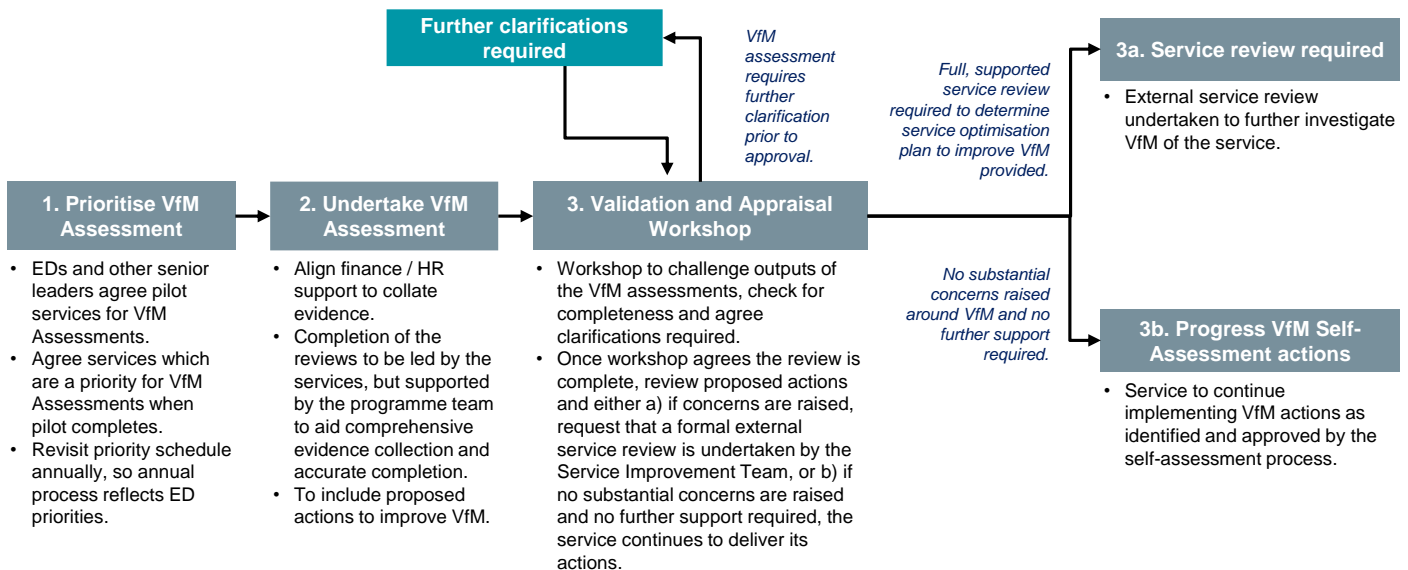 Further clarifications
required
VfM
assessment
requires
further
clarification
prior to
approval.
Full, supported
service review
required to determine
service optimisation
plan to improve VfM
provided.
3a. Service review required
• External service review
undertaken to further investigate
VfM of the service.
1. Prioritise VfM
Assessment
• EDs and other senior
leaders agree pilot
services for VfM
Assessments.
• Agree services which
are a priority for VfM
Assessments when
pilot completes.
• Revisit priority schedule
annually, so annual
process reflects ED
priorities.
2. Undertake VfM
Assessment
• Align finance / HR
support to collate
evidence.
• Completion of the
reviews to be led by the
services, but supported
by the programme team
to aid comprehensive
evidence collection and
accurate completion.
• To include proposed
actions to improve VfM.
3. Validation and Appraisal
Workshop
• Workshop to challenge outputs of
the VfM assessments, check for
completeness and agree
clarifications required.
• Once workshop agrees the review is
complete, review proposed actions
and either a) if concerns are raised,
request that a formal external
service review is undertaken by the
Service Improvement Team, or b) if
no substantial concerns are raised
and no further support required, the
service continues to deliver its
actions.
No substantial
concerns raised
around VfM and no
further support
required.
3b. Progress VfM Self-
Assessment actions
• Service to continue
implementing VfM actions as
identified and approved by the
self-assessment process.